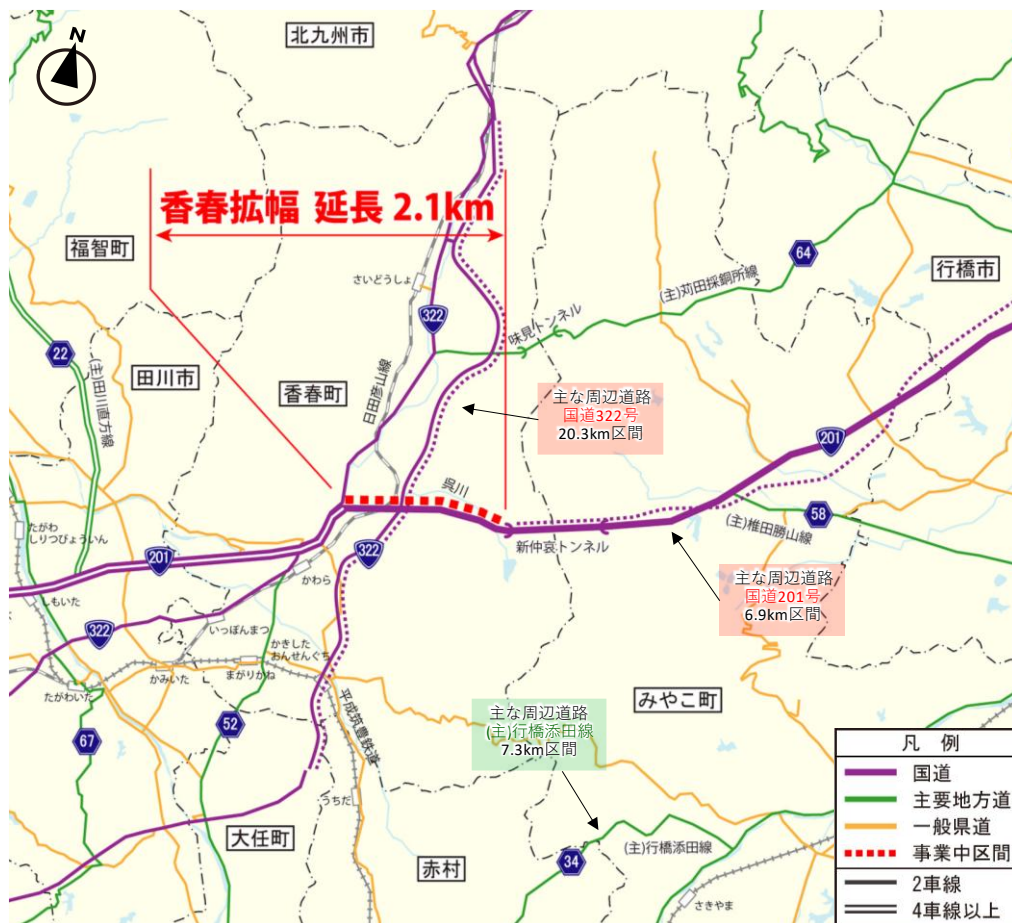 N
北九州市
香春拡幅 延長 2.1km
福智町
さいどうしょ
64
行橋市
(主)苅田採銅所線
322
味見トンネル
22
(主)田川直方線
田川市
香春町
日田彦山線
主な周辺道路
国道322号
20.3km区間
201
呉川
58
(主)椎田勝山線
たがわ
しりつびょういん
201
322
新仲哀トンネル
かわら
主な周辺道路
国道201号
6.9km区間
しもいた
322
いっぽんまつ
かきした
おんせんぐち
まがりかね
かみいた
たがわいた
平成筑豊鉄道
みやこ町
主な周辺道路
(主)行橋添田線
7.3km区間
67
52
うちだ
大任町
赤村
34
(主)行橋添田線
さきやま
凡 例
国道
主要地方道
一般県道
事業中区間
2車線
4車線以上